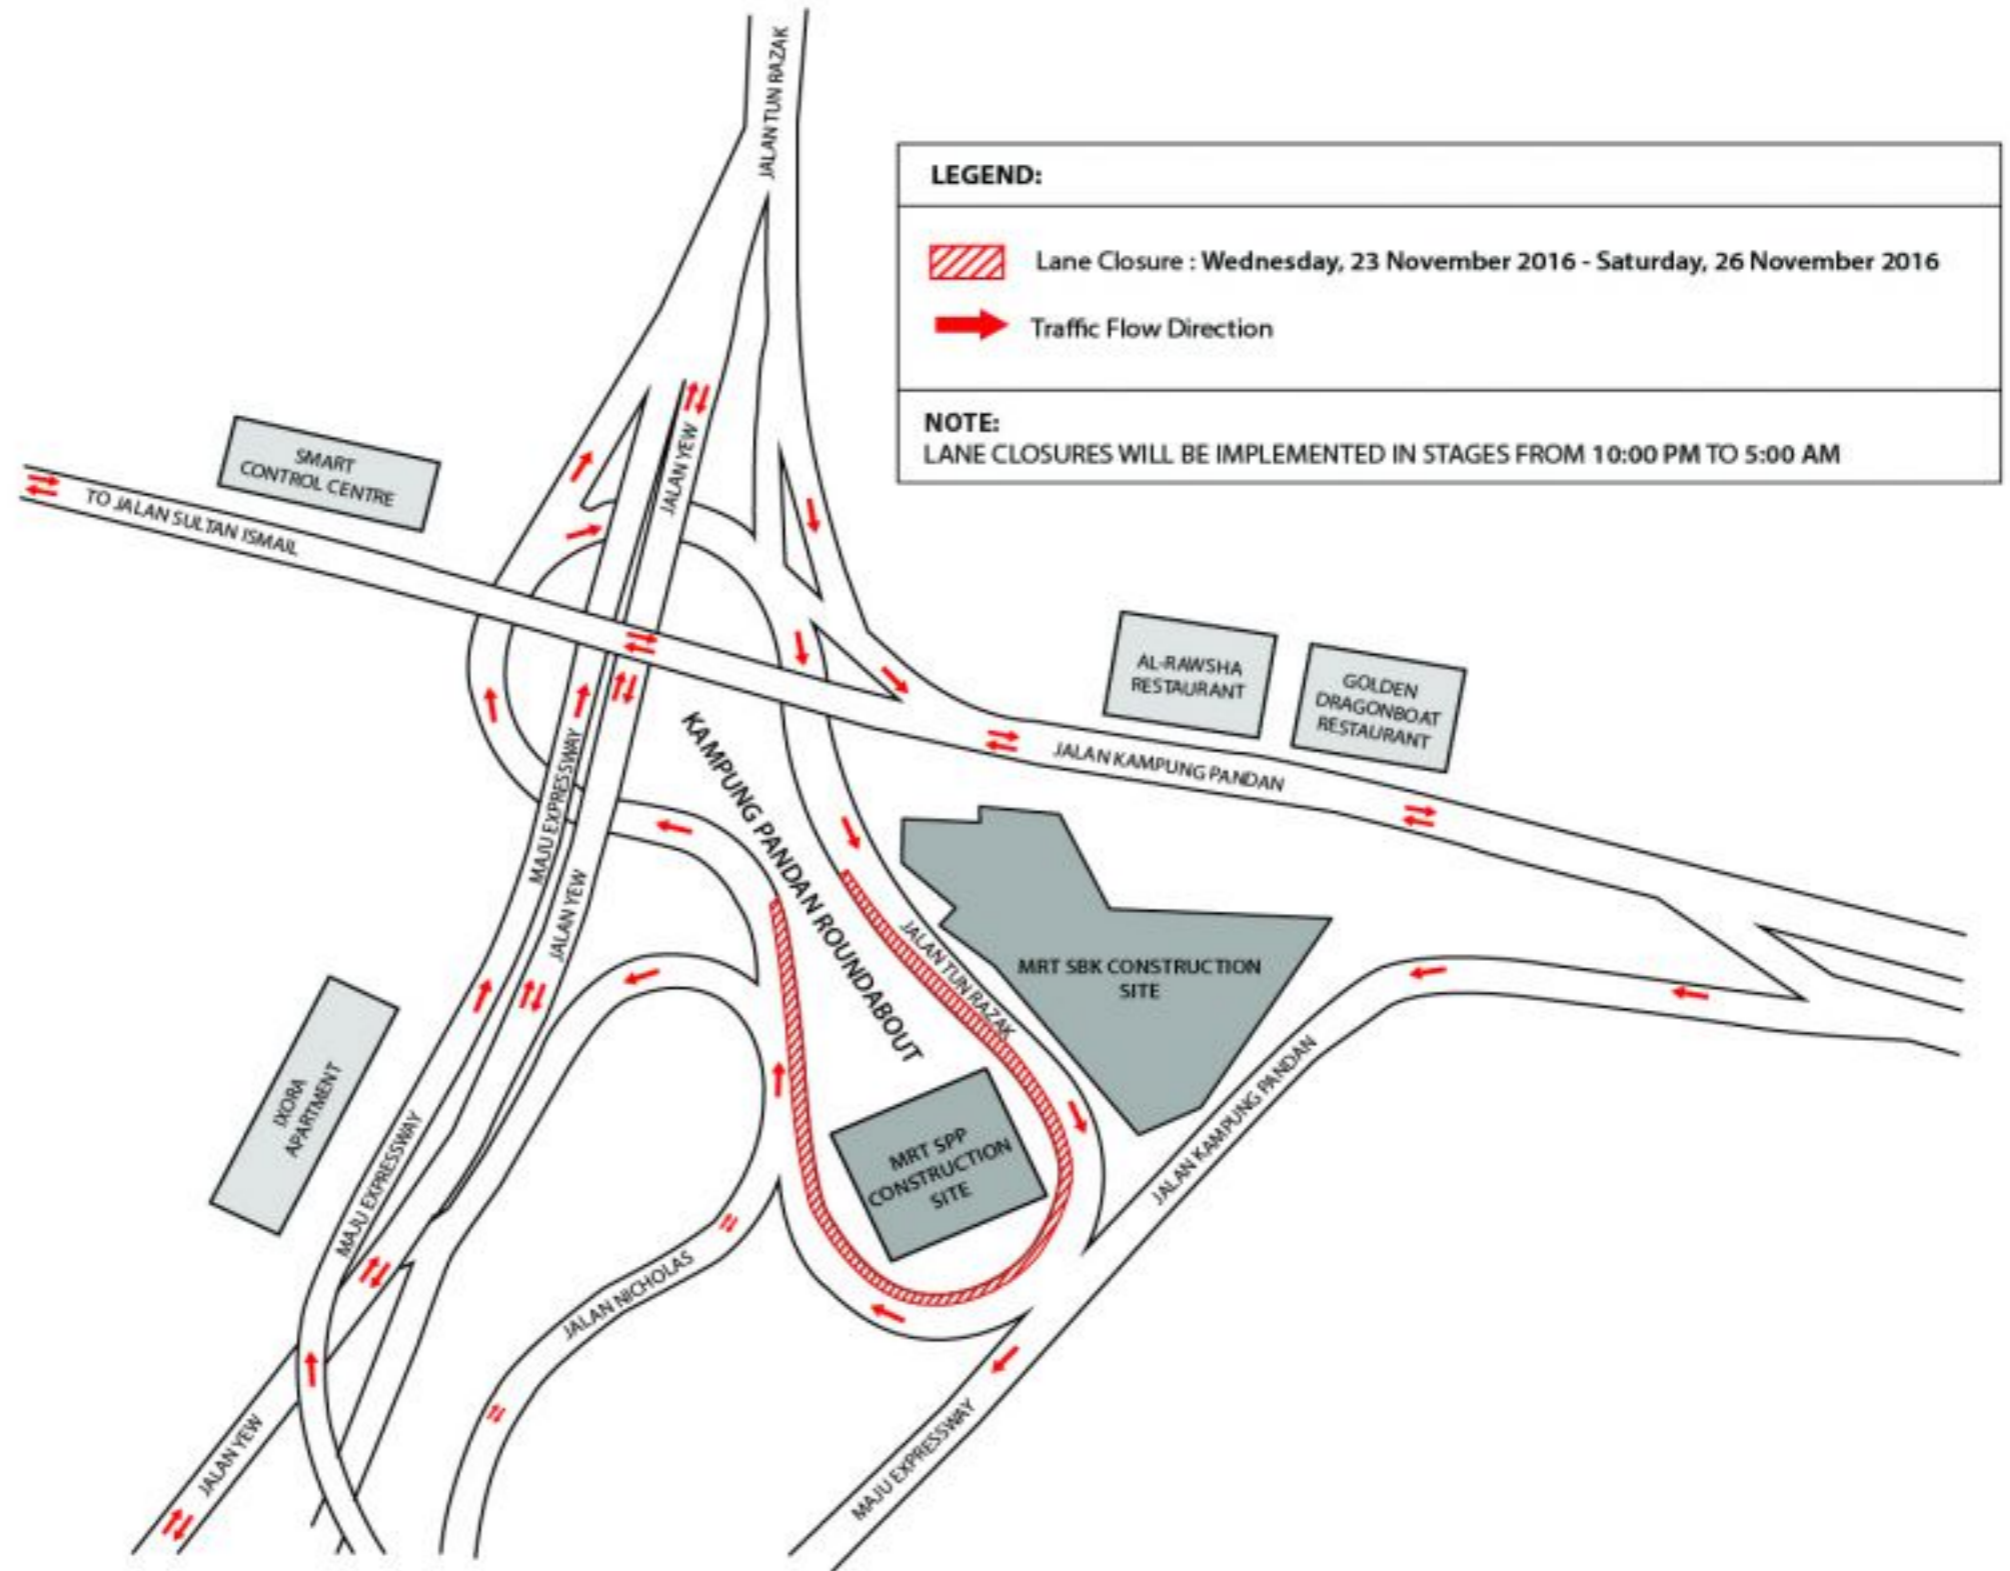 JALAN TUN RAZAK
LEGEND:
Lane Closure : Wednesday, 23 November 2016 - Saturday, 26 November 2016
Traffic Flow Direction
NOTE:
LANE CLOSURES WILL BE IMPLEMENTED IN STAGES FROM 10:00 PM TO 5:00 AM
SMART
CONTROL CENTRE
JALAN YEW
TO JALAN SULTAN ISMAIL
AL-RAWSHA
RESTAURANT
GOLDEN
DRAGONBOAT
RESTAURANT
KAMPUNG PANDAN ROUNDABOUT
JALAN KAMPUNG PANDAN
MAJU EXPRESSWAY
JALAN YEW
JALAN TUN RAZAK
MRT SBK CONSTRUCTION
SITE
IXORA
APARTMENT
MAJU EXPRESSWAY
MRT SPP
CONSTRUCTION
SITE
JALAN KAMPUNG PANDAN
JALAN NICHOLAS
JALAN YEW
MAJU EXPRESSWAY